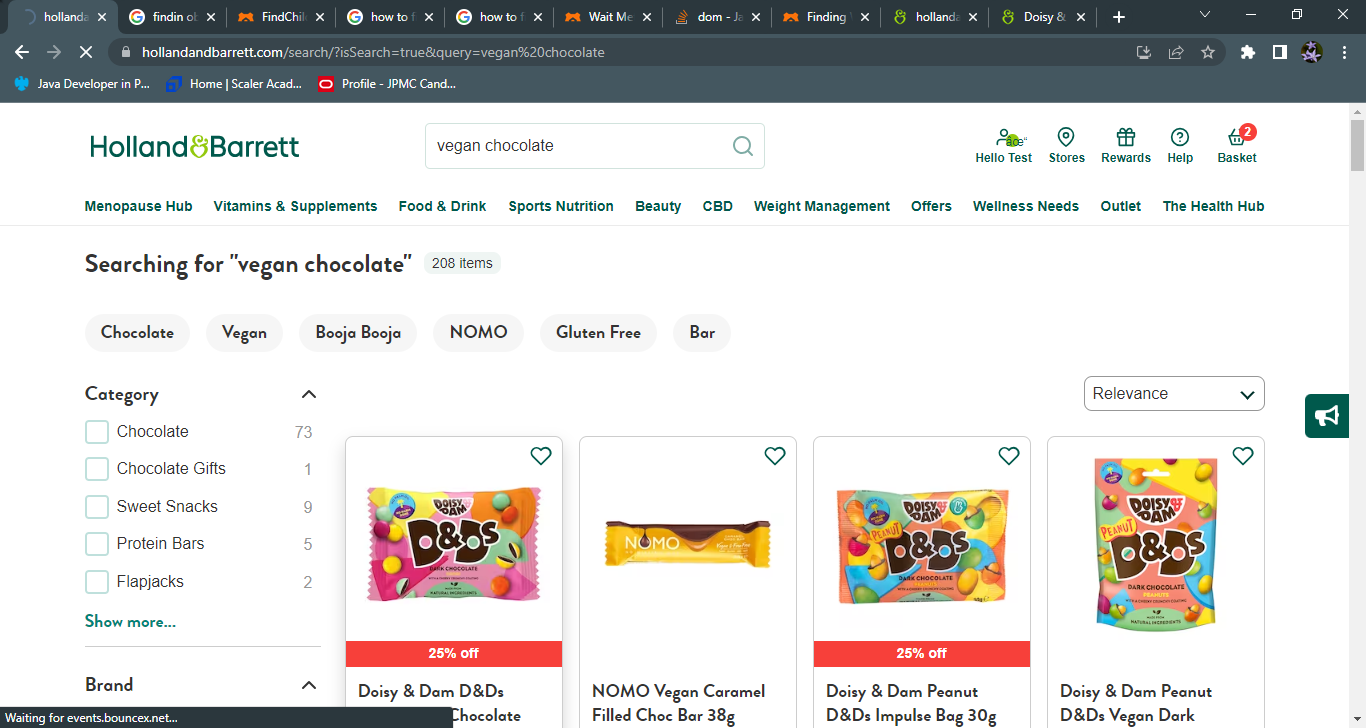 hollanda
findin ob
FindChil
how to f
how to f
Wait Me
dom - Ja
Finding
hollanda
Doisy &
hollandandbarrett.com/search/?isSearch=true&query=vegan%20chocolate
Java Developer in P...
Home | Scaler Acad...
Profile - JPMC Cand...
Holland&Barrett
vegan chocolate
2
Hello Test
Stores
Rewards
Help
Basket
Menopause Hub
Vitamins & Supplements
Food & Drink
Sports Nutrition
Beauty
CBD
Weight Management
Offers
Wellness Needs
Outlet
The Health Hub
Searching for "vegan chocolate"
208 items
Chocolate
Vegan
Booja Booja
NOMO
Gluten Free
Bar
Category
Relevance
Chocolate 73
Chocolate Gifts 1
Sweet Snacks 9
Protein Bars 5
Flapjacks 2
Show more...
Brand
DOISY & DAM
D&Ds
DARK CHOCOLATE
NATURAL INGREDIENTS
25% off
Doisy & Dam D&Ds
Chocolate
NOMO
NOMO Vegan Caramel
Filled Choc Bar 38g
DOISY & DAM
PEANUT
D&Ds
DARK CHOCOLATE
PEANUTS
NATURAL INGREDIENTS
25% off
Doisy & Dam Peanut
D&Ds Impulse Bag 30g
DOISY & DAM
PEANUT
D&Ds
DARK CHOCOLATE
PEANUTS
NATURAL INGREDIENTS
Doisy & Dam Peanut
D&Ds Vegan Dark
Waiting for events.bouncex.net...